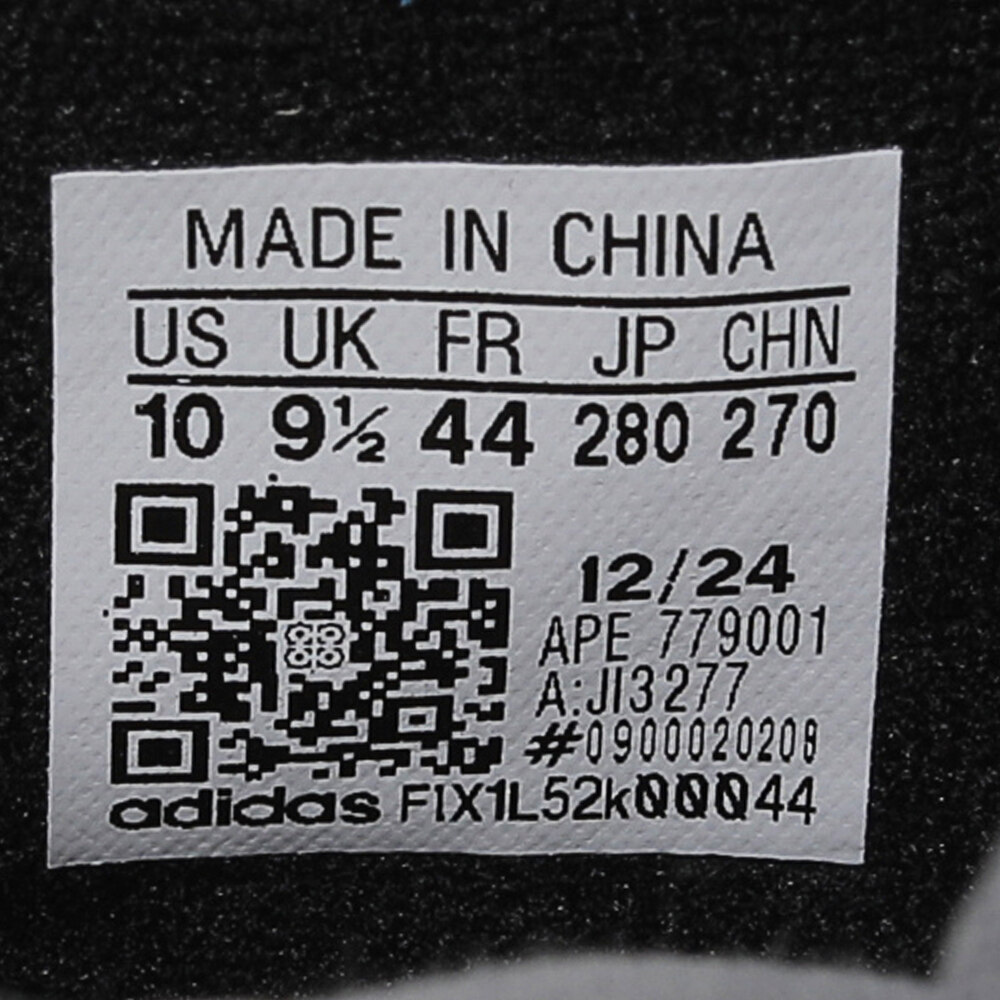 MADE IN CHINA
US UK FR JP CHN
10 9½ 44 280 270
12/24
APE 779001
A:JI3277
#0900020208
adidas FIX1L52k00044